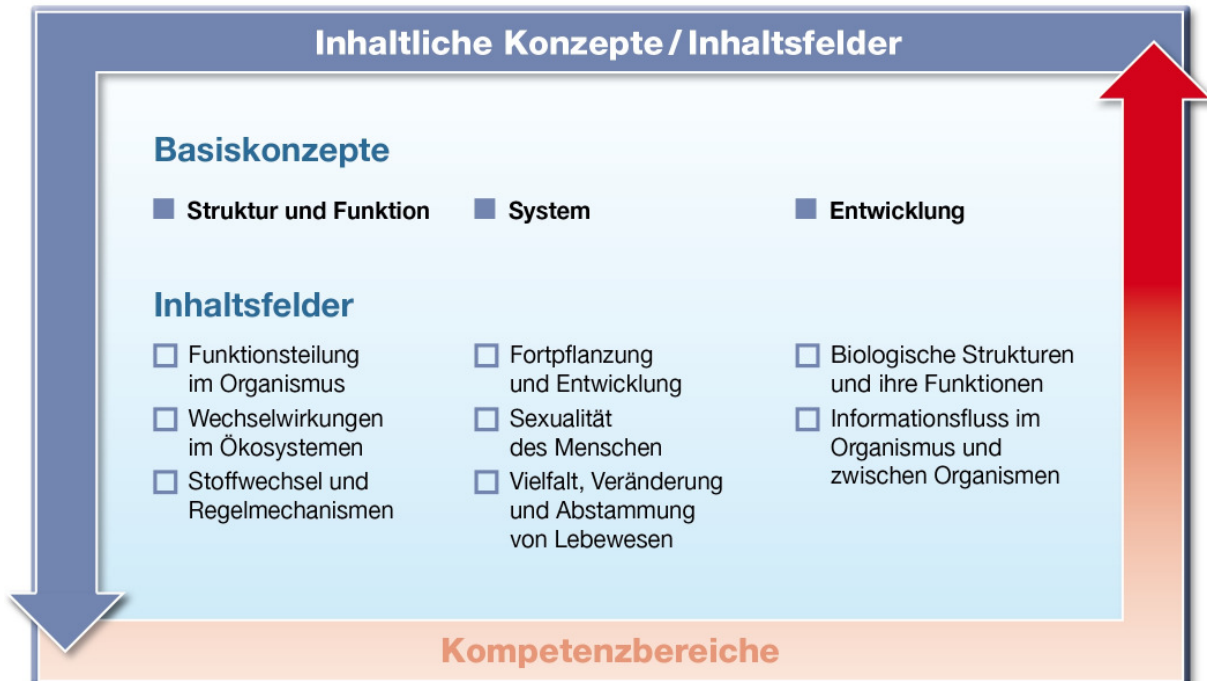 Inhaltliche Konzepte / Inhaltsfelder
Basiskonzepte
Struktur und Funktion
System
Entwicklung
Inhaltsfelder
Funktionsteilung
im Organismus
Wechselwirkungen
im Ökosystemen
Stoffwechsel und
Regelmechanismen
Fortpflanzung
und Entwicklung
Sexualität
des Menschen
Vielfalt, Veränderung
und Abstammung
von Lebewesen
Biologische Strukturen
und ihre Funktionen
Informationsfluss im
Organismus und
zwischen Organismen
Kompetenzbereiche